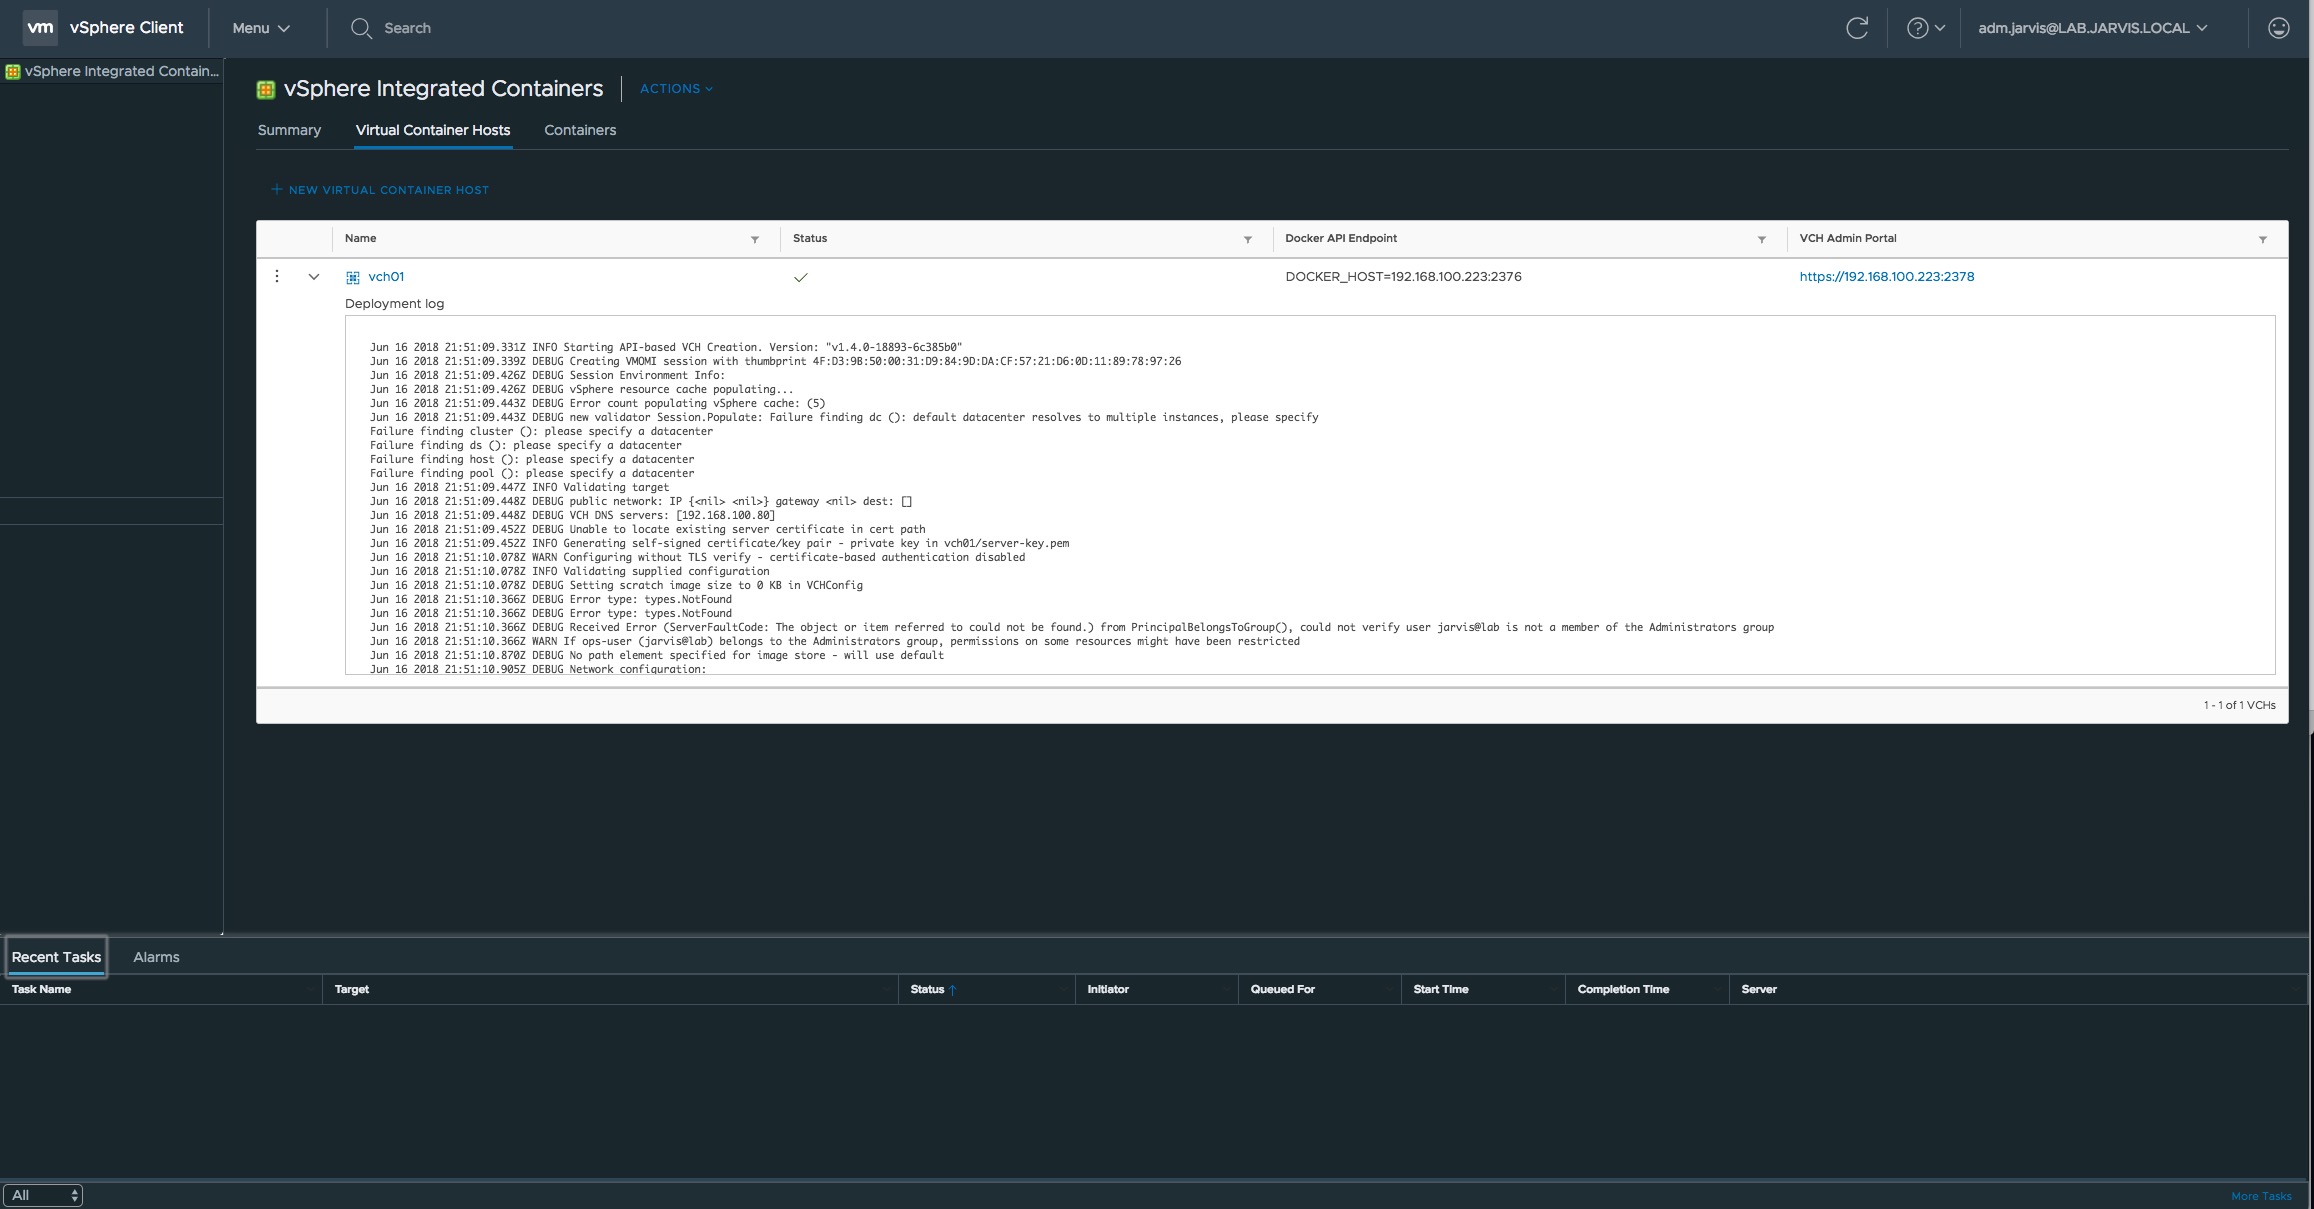 vm vSphere Client Menu Search adm.jarvis@LAB.JARVIS.LOCAL
vSphere Integrated Contain...
vSphere Integrated Containers ACTIONS
Summary Virtual Container Hosts Containers
+ NEW VIRTUAL CONTAINER HOST
Name Status Docker API Endpoint VCH Admin Portal
vch01 DOCKER_HOST=192.168.100.223:2376 https://192.168.100.223:2378
Deployment log
Jun 16 2018 21:51:09.331Z INFO Starting API-based VCH Creation. Version: "v1.4.0-18893-6c385b0"
Jun 16 2018 21:51:09.339Z DEBUG Creating VMOMI session with thumbprint 4F:D3:9B:50:00:31:D9:84:9D:DA:CF:57:21:D6:0D:11:89:78:97:26
Jun 16 2018 21:51:09.426Z DEBUG Session Environment Info:
Jun 16 2018 21:51:09.426Z DEBUG vSphere resource cache populating...
Jun 16 2018 21:51:09.443Z DEBUG Error count populating vSphere cache: (5)
Jun 16 2018 21:51:09.443Z DEBUG new validator Session.Populate: Failure finding dc (): default datacenter resolves to multiple instances, please specify
Failure finding cluster (): please specify a datacenter
Failure finding ds (): please specify a datacenter
Failure finding host (): please specify a datacenter
Failure finding pool (): please specify a datacenter
Jun 16 2018 21:51:09.447Z INFO Validating target
Jun 16 2018 21:51:09.448Z DEBUG public network: IP {<nil> <nil>} gateway <nil> dest: []
Jun 16 2018 21:51:09.448Z DEBUG VCH DNS servers: [192.168.100.80]
Jun 16 2018 21:51:09.452Z DEBUG Unable to locate existing server certificate in cert path
Jun 16 2018 21:51:09.452Z INFO Generating self-signed certificate/key pair - private key in vch01/server-key.pem
Jun 16 2018 21:51:10.078Z WARN Configuring without TLS verify - certificate-based authentication disabled
Jun 16 2018 21:51:10.078Z INFO Validating supplied configuration
Jun 16 2018 21:51:10.078Z DEBUG Setting scratch image size to 0 KB in VCHConfig
Jun 16 2018 21:51:10.366Z DEBUG Error type: types.NotFound
Jun 16 2018 21:51:10.366Z DEBUG Error type: types.NotFound
Jun 16 2018 21:51:10.366Z DEBUG Received Error (ServerFaultCode: The object or item referred to could not be found.) from PrincipalBelongsToGroup(), could not verify user jarvis@lab is not a member of the Administrators group
Jun 16 2018 21:51:10.366Z WARN If ops-user (jarvis@lab) belongs to the Administrators group, permissions on some resources might have been restricted
Jun 16 2018 21:51:10.870Z DEBUG No path element specified for image store - will use default
Jun 16 2018 21:51:10.905Z DEBUG Network configuration:
1 - 1 of 1 VCHs
Recent Tasks Alarms
Task Name Target Status Initiator Queued For Start Time Completion Time Server
All More Tasks